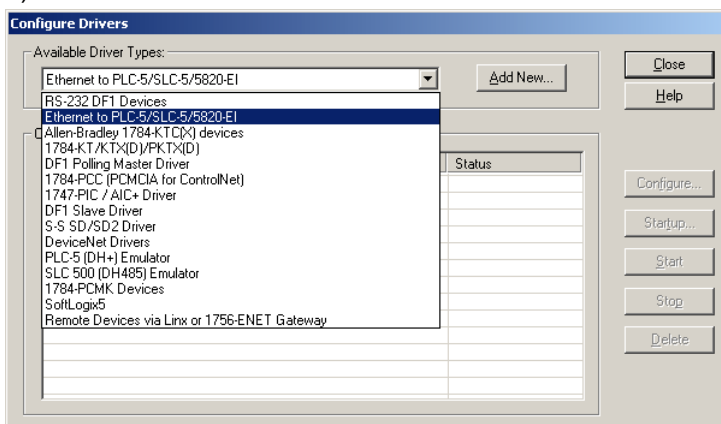 Configure Drivers
Available Driver Types:
Ethernet to PLC-5/SLC-5/5820-EI
Add New...
Close
Help
RS-232 DF1 Devices
Ethernet to PLC-5/SLC-5/5820-EI
Allen-Bradley 1784-KTC(X) devices
1784-KT/KTX(D)/PKTX(D)
DF1 Polling Master Driver
1784-PCC (PCMCIA for ControlNet)
1747-PIC / AIC+ Driver
DF1 Slave Driver
S-S SD/SD2 Driver
DeviceNet Drivers
PLC-5 (DH+) Emulator
SLC 500 (DH485) Emulator
1784-PCMK Devices
SoftLogix5
Remote Devices via Linx or 1756-ENET Gateway
Status
Configure...
Startup...
Start
Stop
Delete